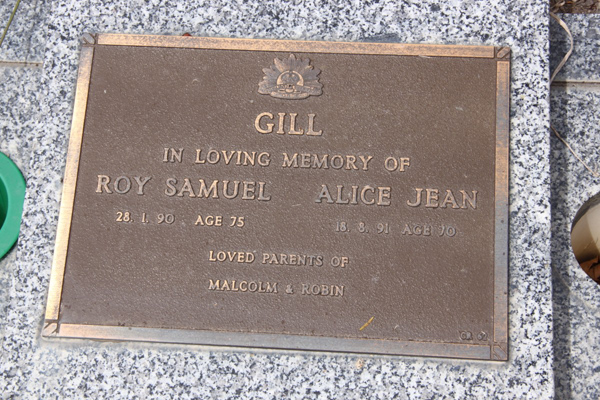 GILL
IN LOVING MEMORY OF
ROY SAMUEL ALICE JEAN
28. 1. 90 AGE 75 18. 8. 91 AGE 70
LOVED PARENTS OF
MALCOLM & ROBIN